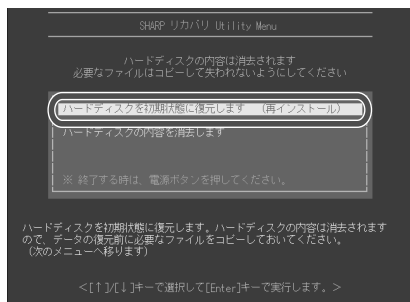 SHARP リカバリ Utility Menu
ハードディスクの内容は消去されます
必要なファイルはコピーして失われないようにしてください
ハードディスクを初期状態に復元します （再インストール）
ハードディスクの内容を消去します
※ 終了する時は、電源ボタンを押してください。
ハードディスクを初期状態に復元します。ハードディスクの内容は消去されます
ので、データの復元前に必要なファイルをコピーしておいてください。
（次のメニューへ移ります）
<[↑]/[↓]キーで選択して[Enter]キーで実行します。>